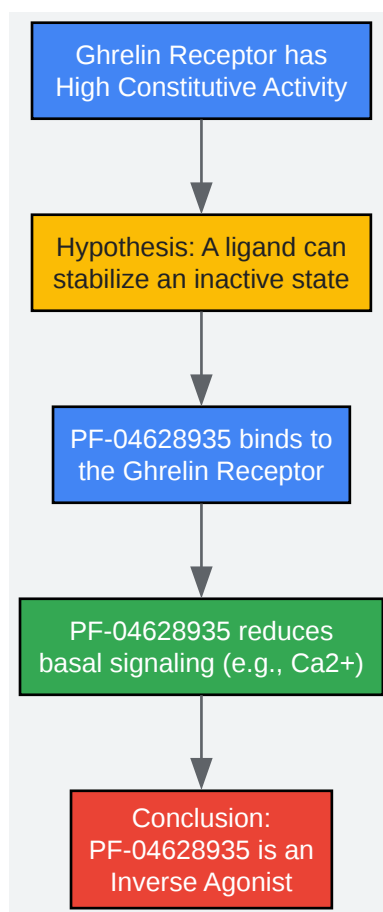 Ghrelin Receptor has
High Constitutive Activity
Hypothesis: A ligand can
stabilize an inactive state
PF-04628935 binds to
the Ghrelin Receptor
PF-04628935 reduces
basal signaling (e.g., Ca2+)
Conclusion:
PF-04628935 is an
Inverse Agonist